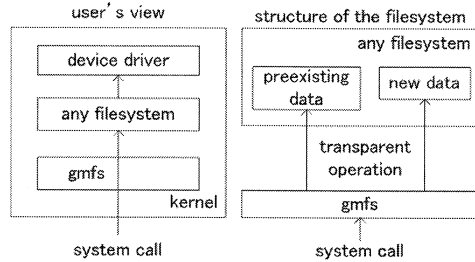 user's view
device driver
any filesystem
gmfs
kernel
system call
structure of the filesystem
any filesystem
preexisting
data
new data
transparent
operation
gmfs
system call